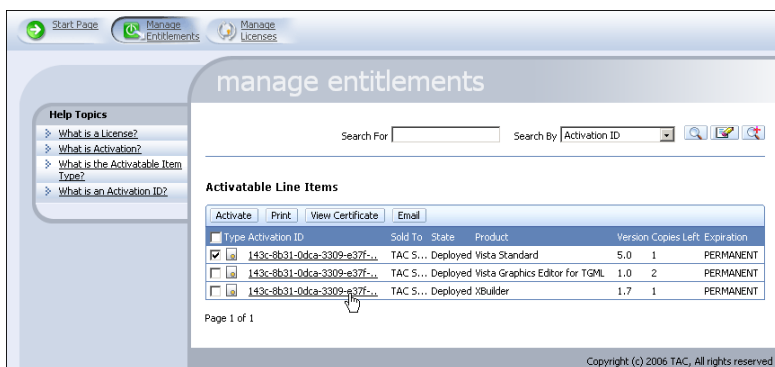 Start Page
Manage Entitlements
Manage Licenses
manage entitlements
Help Topics
What is a License?
What is Activation?
What is the Activatable Item Type?
What is an Activation ID?
Search For
Search By Activation ID
Activatable Line Items
Activate Print View Certificate Email
Type Activation ID Sold To State Product Version Copies Left Expiration
143c-8b31-0dca-3309-e37f-.. TAC S... Deployed Vista Standard 5.0 1 PERMANENT
143c-8b31-0dca-3309-e37f-.. TAC S... Deployed Vista Graphics Editor for TGML 1.0 2 PERMANENT
143c-8b31-0dca-3309-e37f-.. TAC S... Deployed XBuilder 1.7 1 PERMANENT
Page 1 of 1
Copyright (c) 2006 TAC, All rights reserved